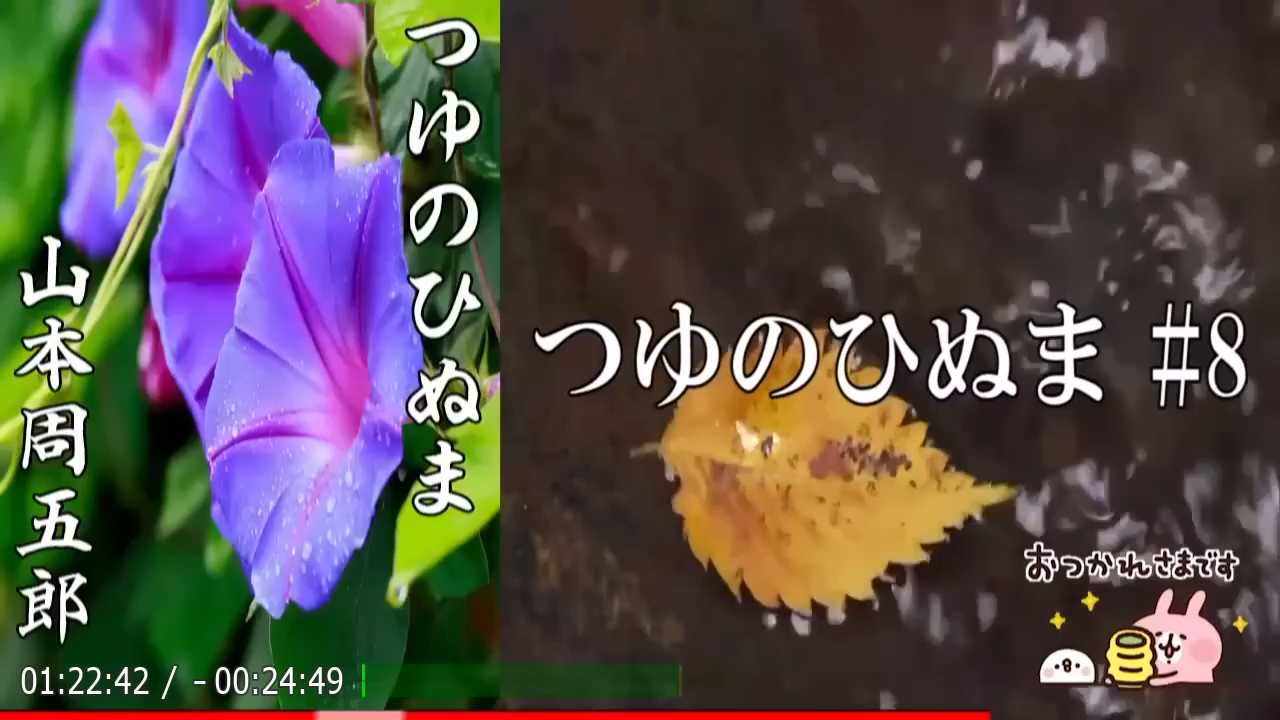 つゆのひぬま
山本周五郎
つゆのひぬま #8
おつかれさまです
01:22:42 / -00:24:49